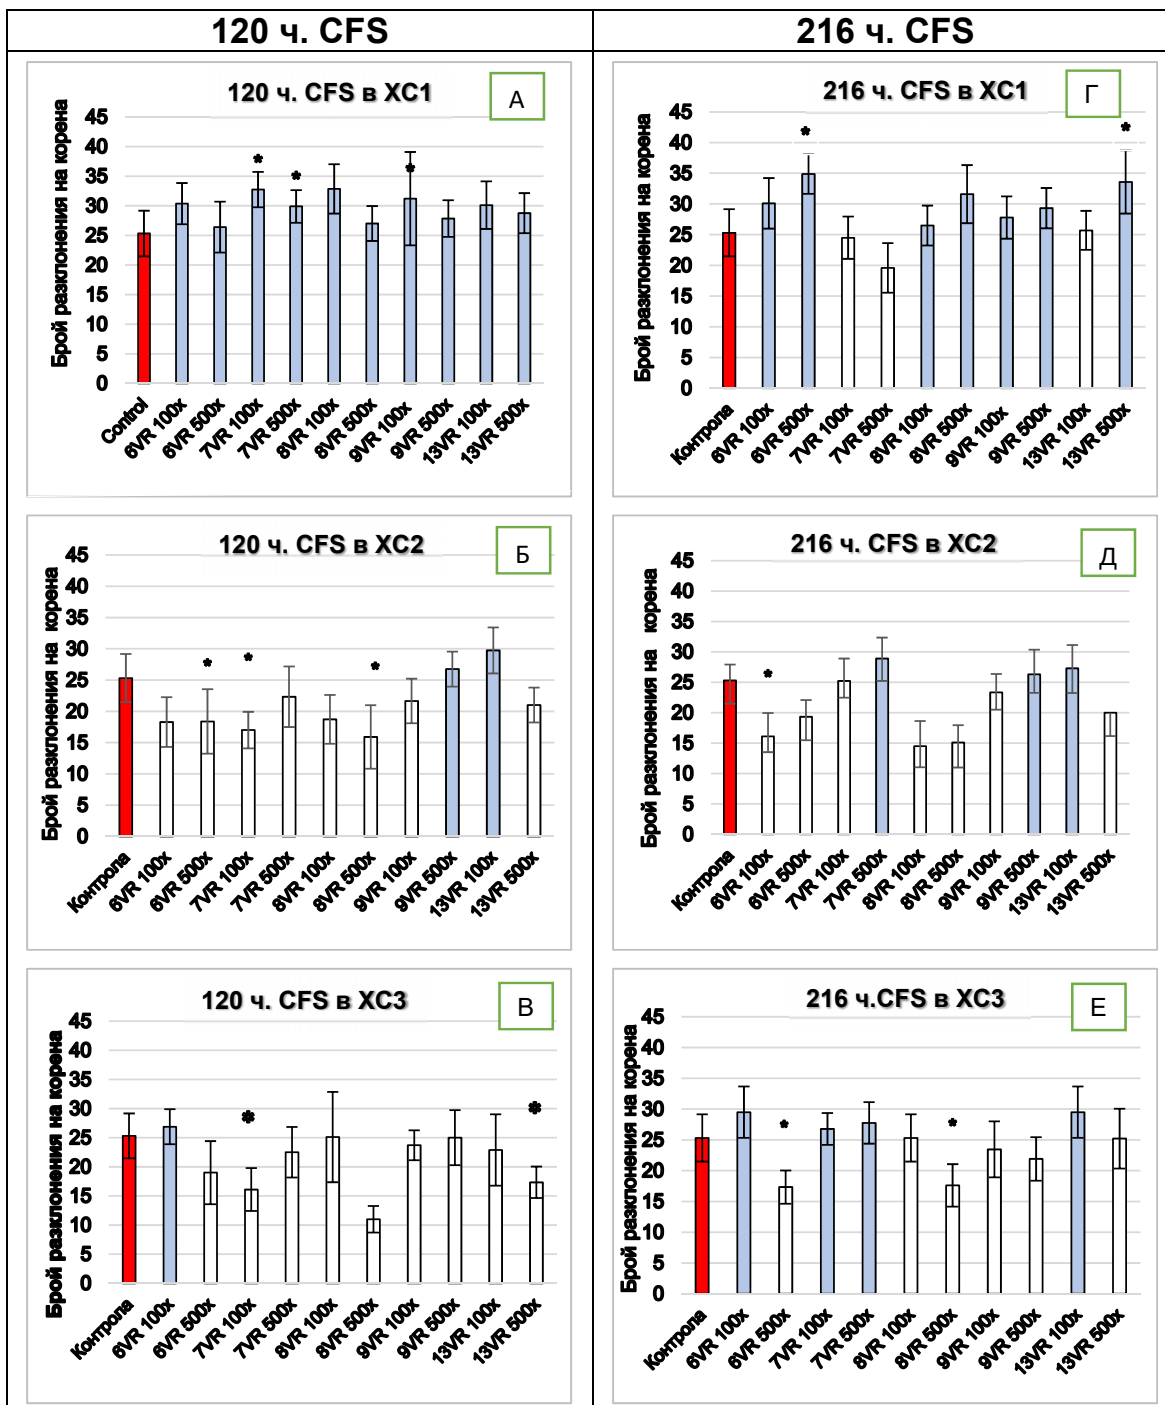 120 ч. CFS
216 ч. CFS
120 ч. CFS в ХС1
А
Брой разклонения на корена
45
40
35
30
25
20
15
10
5
0
*
*
*
Control
6VR 100x
6VR 500x
7VR 100x
7VR 500x
8VR 100x
8VR 500x
9VR 100x
9VR 500x
13VR 100x
13VR 500x
216 ч. CFS в ХС1
Г
Брой разклонения на корена
45
40
35
30
25
20
15
10
5
0
*
*
Контрола
6VR 100x
6VR 500x
7VR 100x
7VR 500x
8VR 100x
8VR 500x
9VR 100x
9VR 500x
13VR 100x
13VR 500x
120 ч. CFS в ХС2
Б
Брой разклонения на корена
45
40
35
30
25
20
15
10
5
0
*
*
*
Контрола
6VR 100x
6VR 500x
7VR 100x
7VR 500x
8VR 100x
8VR 500x
9VR 100x
9VR 500x
13VR 100x
13VR 500x
216 ч. CFS в ХС2
Д
Брой разклонения на корена
45
40
35
30
25
20
15
10
5
0
*
Контрола
6VR 100x
6VR 500x
7VR 100x
7VR 500x
8VR 100x
8VR 500x
9VR 100x
9VR 500x
13VR 100x
13VR 500x
120 ч. CFS в ХС3
В
Брой разклонения на корена
45
40
35
30
25
20
15
10
5
0
*
*
Контрола
6VR 100x
6VR 500x
7VR 100x
7VR 500x
8VR 100x
8VR 500x
9VR 100x
9VR 500x
13VR 100x
13VR 500x
216 ч.CFS в ХС3
Е
Брой разклонения на корена
45
40
35
30
25
20
15
10
5
0
*
*
Контрола
6VR 100x
6VR 500x
7VR 100x
7VR 500x
8VR 100x
8VR 500x
9VR 100x
9VR 500x
13VR 100x
13VR 500x